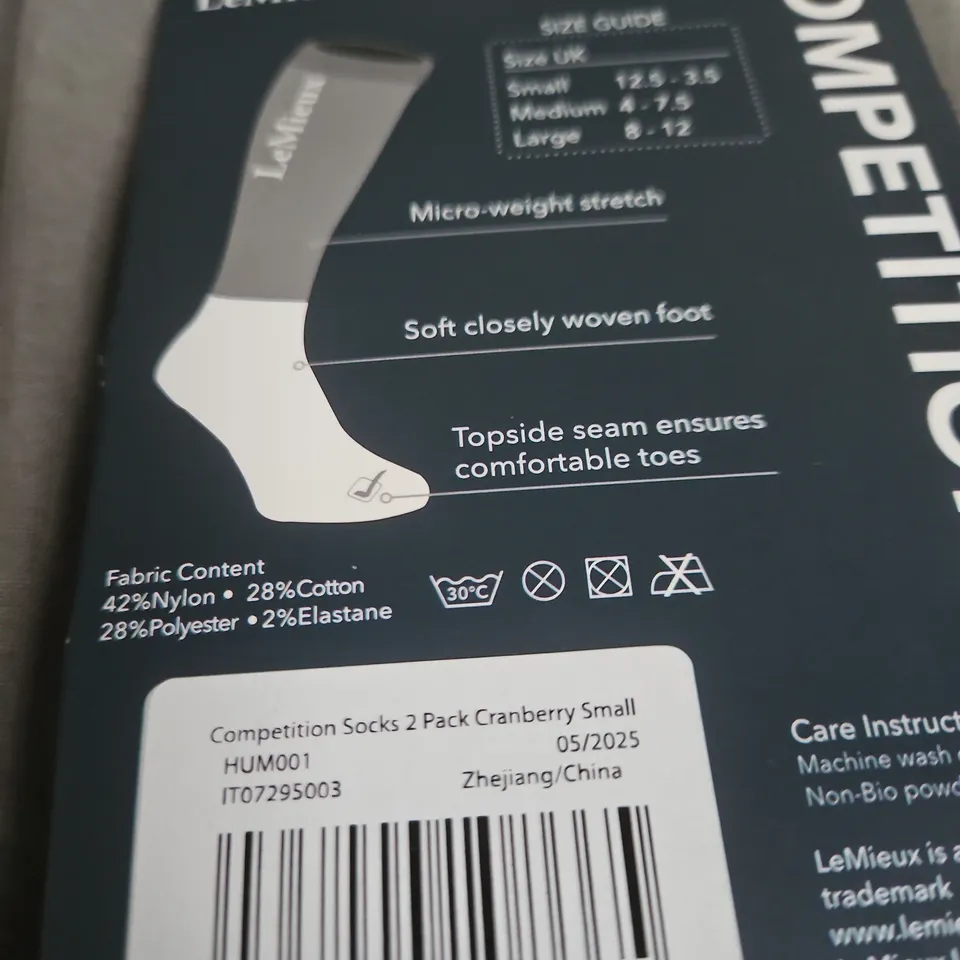 LeMieux
SIZE GUIDE
Size UK
Small 12.5 - 3.5
Medium 4 - 7.5
Large 8 - 12
LeMieux
Micro-weight stretch
Soft closely woven foot
Topside seam ensures
comfortable toes
Fabric Content
42%Nylon • 28%Cotton
28%Polyester •2%Elastane
30°C
Competition Socks 2 Pack Cranberry Small
HUM001 05/2025
IT07295003 Zhejiang/China
OMPETITIO
Care Instruct
Machine wash
Non-Bio powd
LeMieux is a
trademark
www.lemie